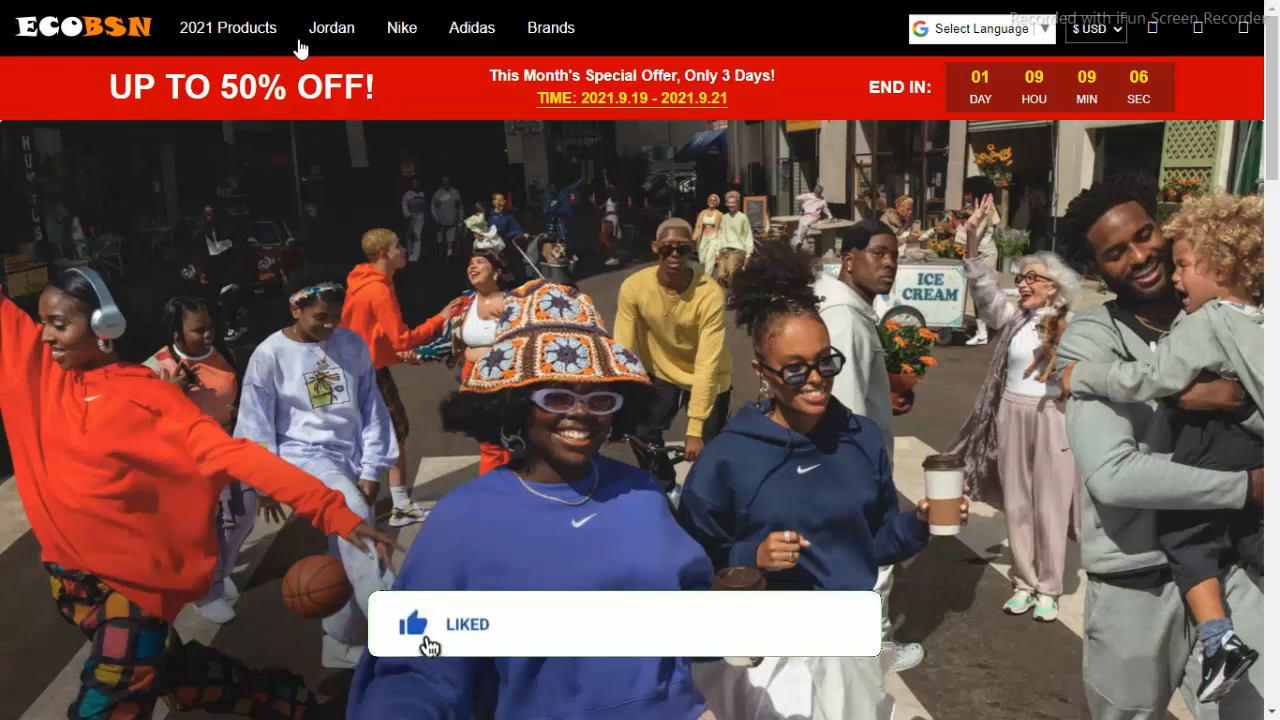 Recorded with iFun Screen Recorder
ECOBSN
2021 Products
Jordan
Nike
Adidas
Brands
Select Language
$ USD
UP TO 50% OFF!
This Month's Special Offer, Only 3 Days!
TIME: 2021.9.19 - 2021.9.21
END IN:
01 09 09 06
DAY HOU MIN SEC
ICE
CREAM
LIKED